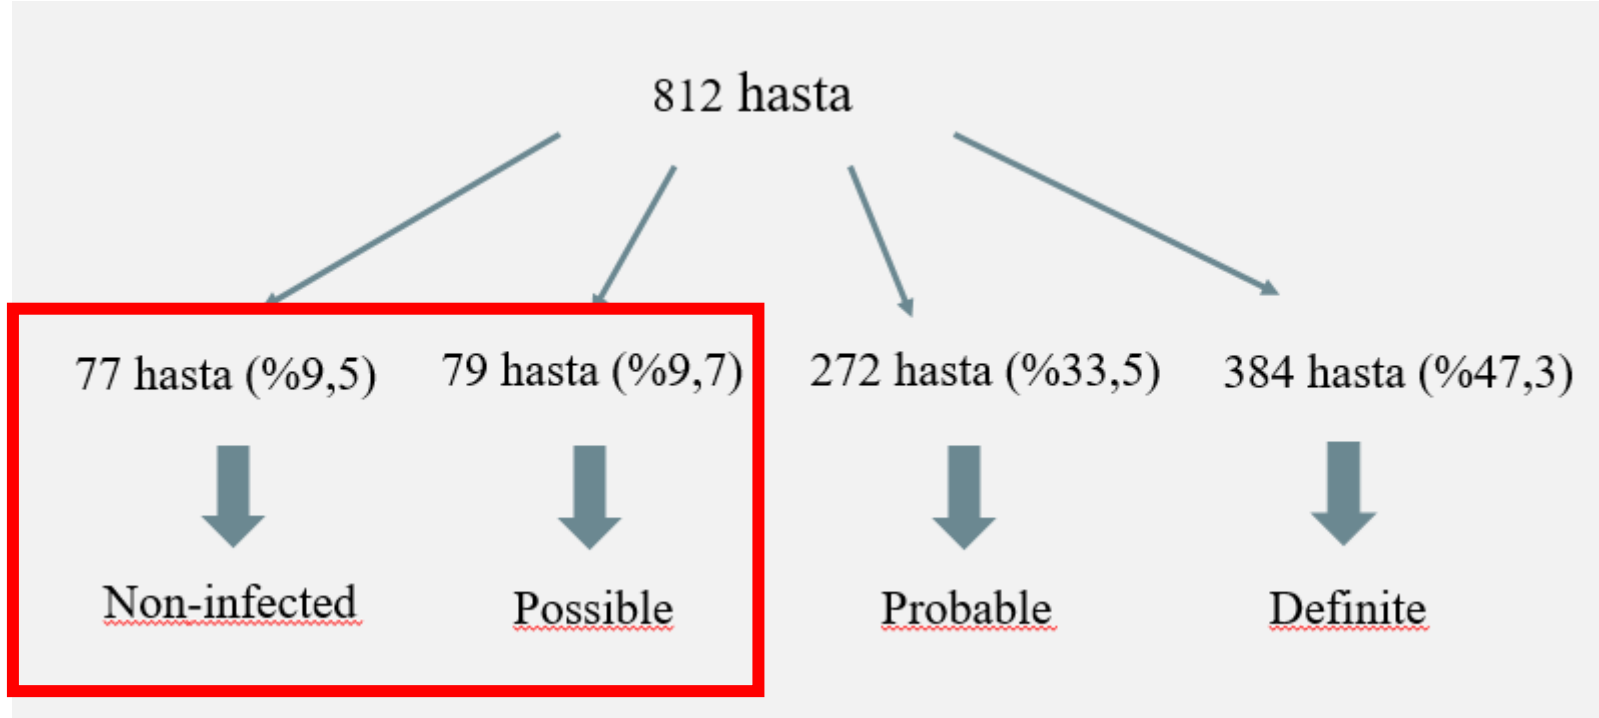 812 hasta
77 hasta (%9,5) 79 hasta (%9,7) 272 hasta (%33,5) 384 hasta (%47,3)
Non-infected Possible Probable Definite